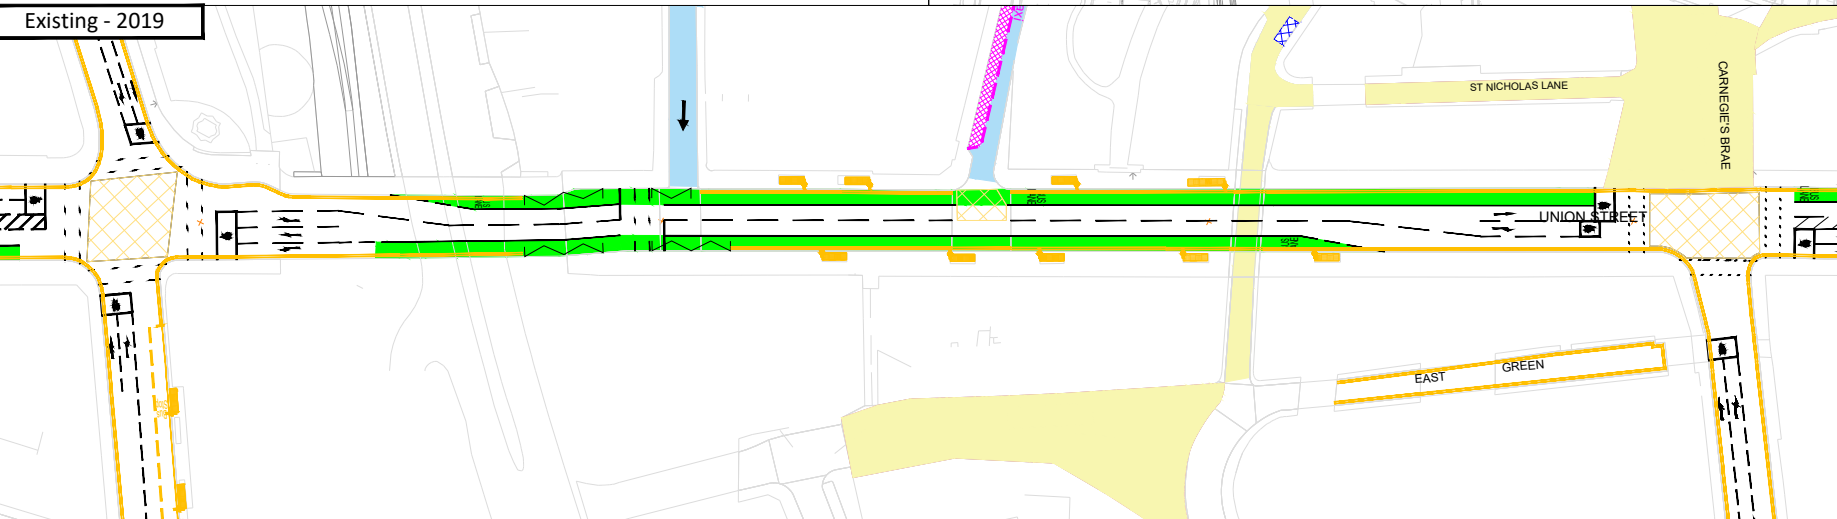 Existing - 2019
ST NICHOLAS LANE
CARNEGIE'S BRAE
UNION STREET
EAST GREEN